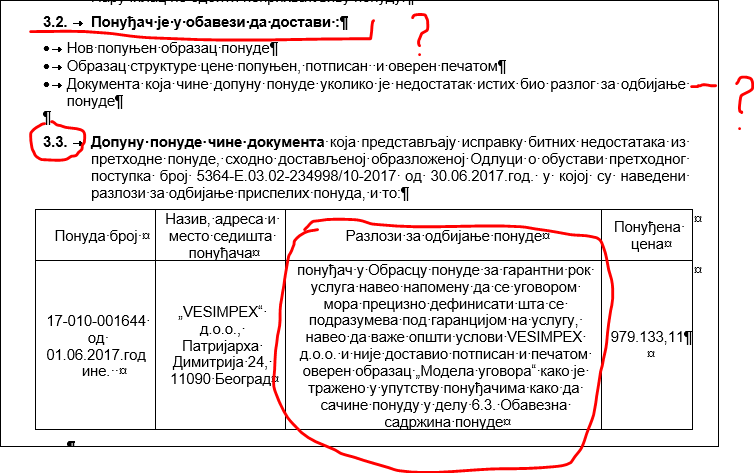 3.2. → Понуђач је у обавези да достави :¶
?
• → Нов попуњен образац понуде¶
• → Образац структуре цене попуњен, потписан и оверен печатом¶
• → Документа која чине допуну понуде уколико је недостатак истих био разлог за одбијање
?
понуде¶
¶
3.3. → Допуну понуде чине документа која представљају исправку битних недостатака из
претходне понуде, сходно достављеној образложеној Одлуци о обустави претходног
поступка број 5364-Е.03.02-234998/10-2017 од 30.06.2017.год. у којој су наведени
разлози за одбијање приспелих понуда, и то:¶
Понуда број¤
Назив, адреса и
место седишта
понуђача¤
Разлози за одбијање понуде¤
Понуђена
цена¤
¤
17-010-001644
од
01.06.2017.год
ине. ¤
„VESIMPEX“
д.о.о.,
Патријарха
Димитрија 24,
11090 Београд¤
понуђач у Обрасцу понуде за гарантни рок
услуга навео напомену да се уговором
мора прецизно дефинисати шта се
подразумева под гаранцијом на услугу,
навео да важе општи услови VESIMPEX
д.о.о. и није доставио потписан и печатом
оверен образац „Модела уговора“ како је
тражено у упутству понуђачима како да
сачине понуду у делу 6.3. Обавезна
садржина понуде¤
979.133,11¶
¤
¤
¶